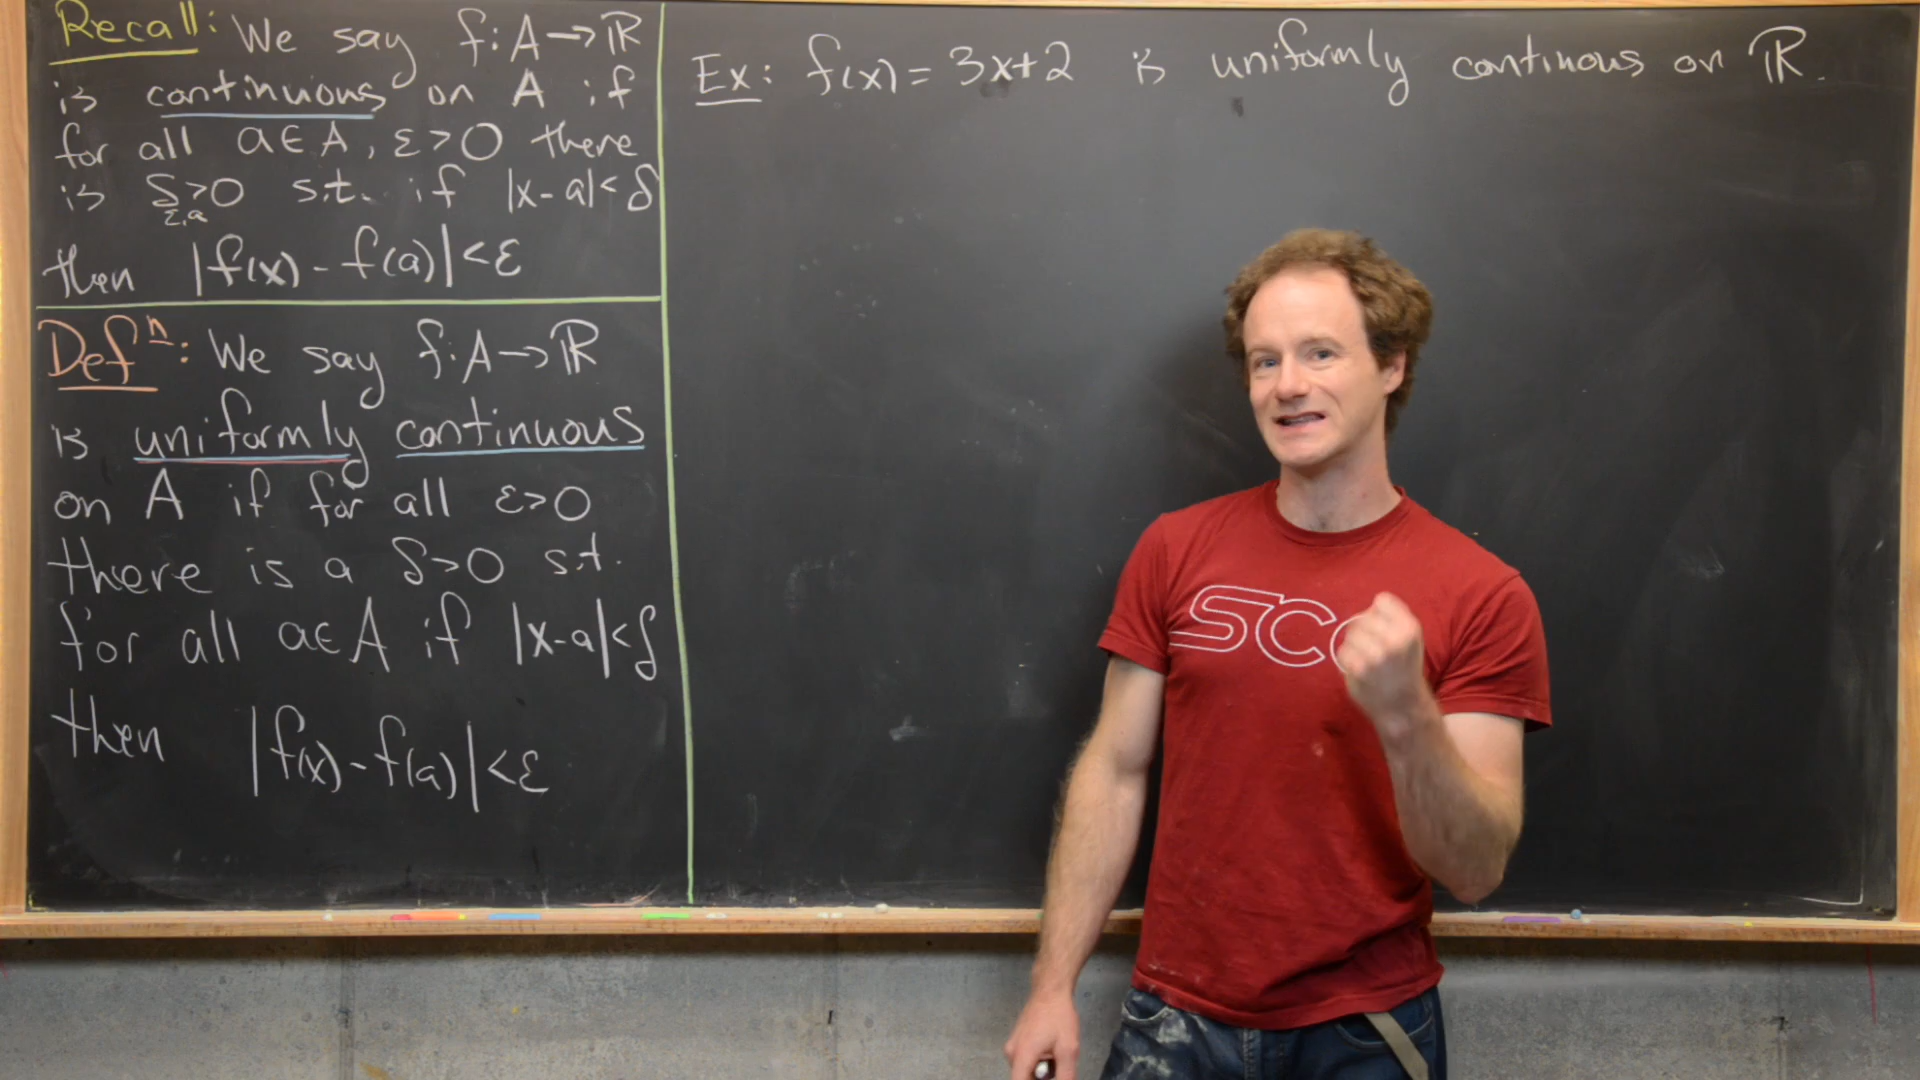 Recall: We say f: A → ℝ
is continuous on A if
for all a ∈ A, ε > 0 there
is δ > 0 s.t. if |x - a| < δ
ε,a
then |f(x) - f(a)| < ε
Defⁿ: We say f: A → ℝ
is uniformly continuous
on A if for all ε > 0
there is a δ > 0 s.t.
for all a ∈ A if |x - a| < δ
then |f(x) - f(a)| < ε
Ex: f(x) = 3x + 2 is uniformly continous on ℝ.